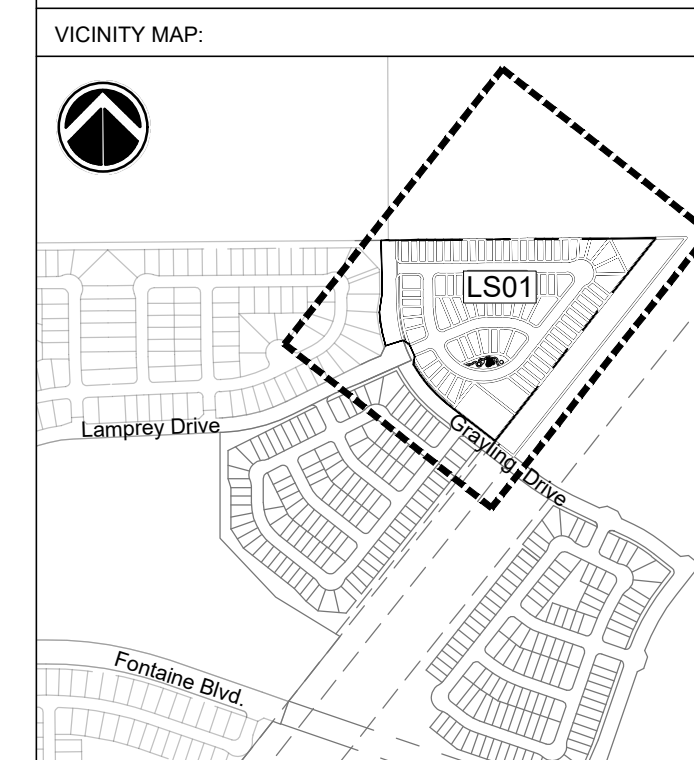 VICINITY MAP:
LS01
Lamprey Drive
Grayling Drive
Fontaine Blvd.